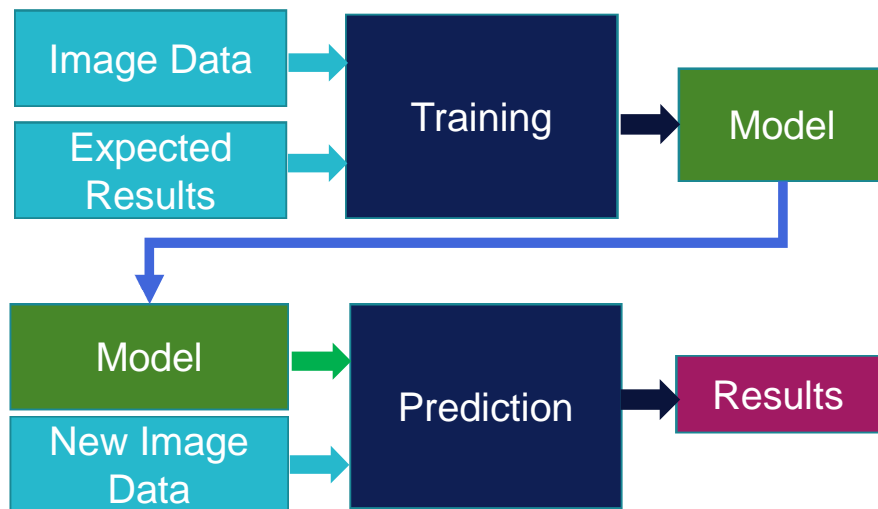 Image Data
Training
Model
Expected
Results
Model
Prediction
Results
New Image
Data